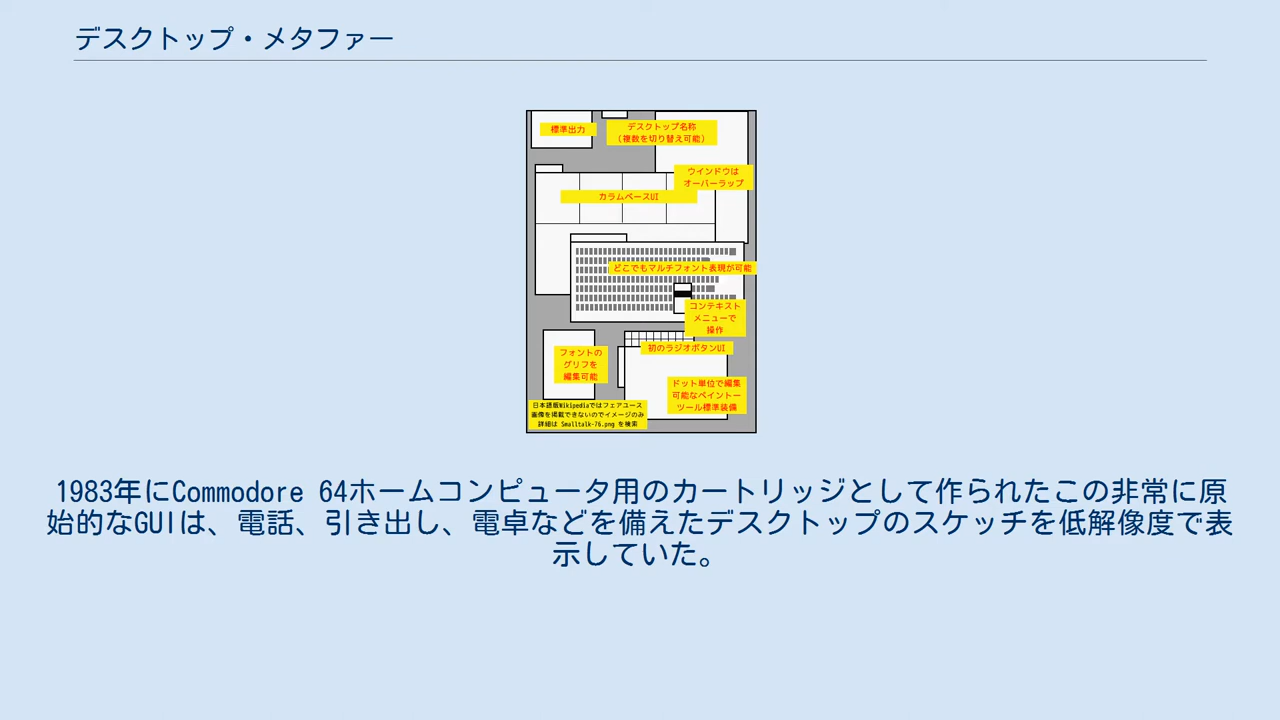 デスクトップ・メタファー
標準出力
デスクトップ名称
（複数を切り替え可能）
ウインドウは
オーバーラップ
カラムベースUI
どこでもマルチフォント表現が可能
コンテキスト
メニューで
操作
初のラジオボタンUI
フォントの
グリフを
編集可能
ドット単位で編集
可能なペイントー
ツール標準装備
日本語版Wikipediaではフェアユース
画像を掲載できないのでイメージのみ
詳細は Smalltalk-76.png を検索
1983年にCommodore 64ホームコンピュータ用のカートリッジとして作られたこの非常に原
始的なGUIは、電話、引き出し、電卓などを備えたデスクトップのスケッチを低解像度で表
示していた。